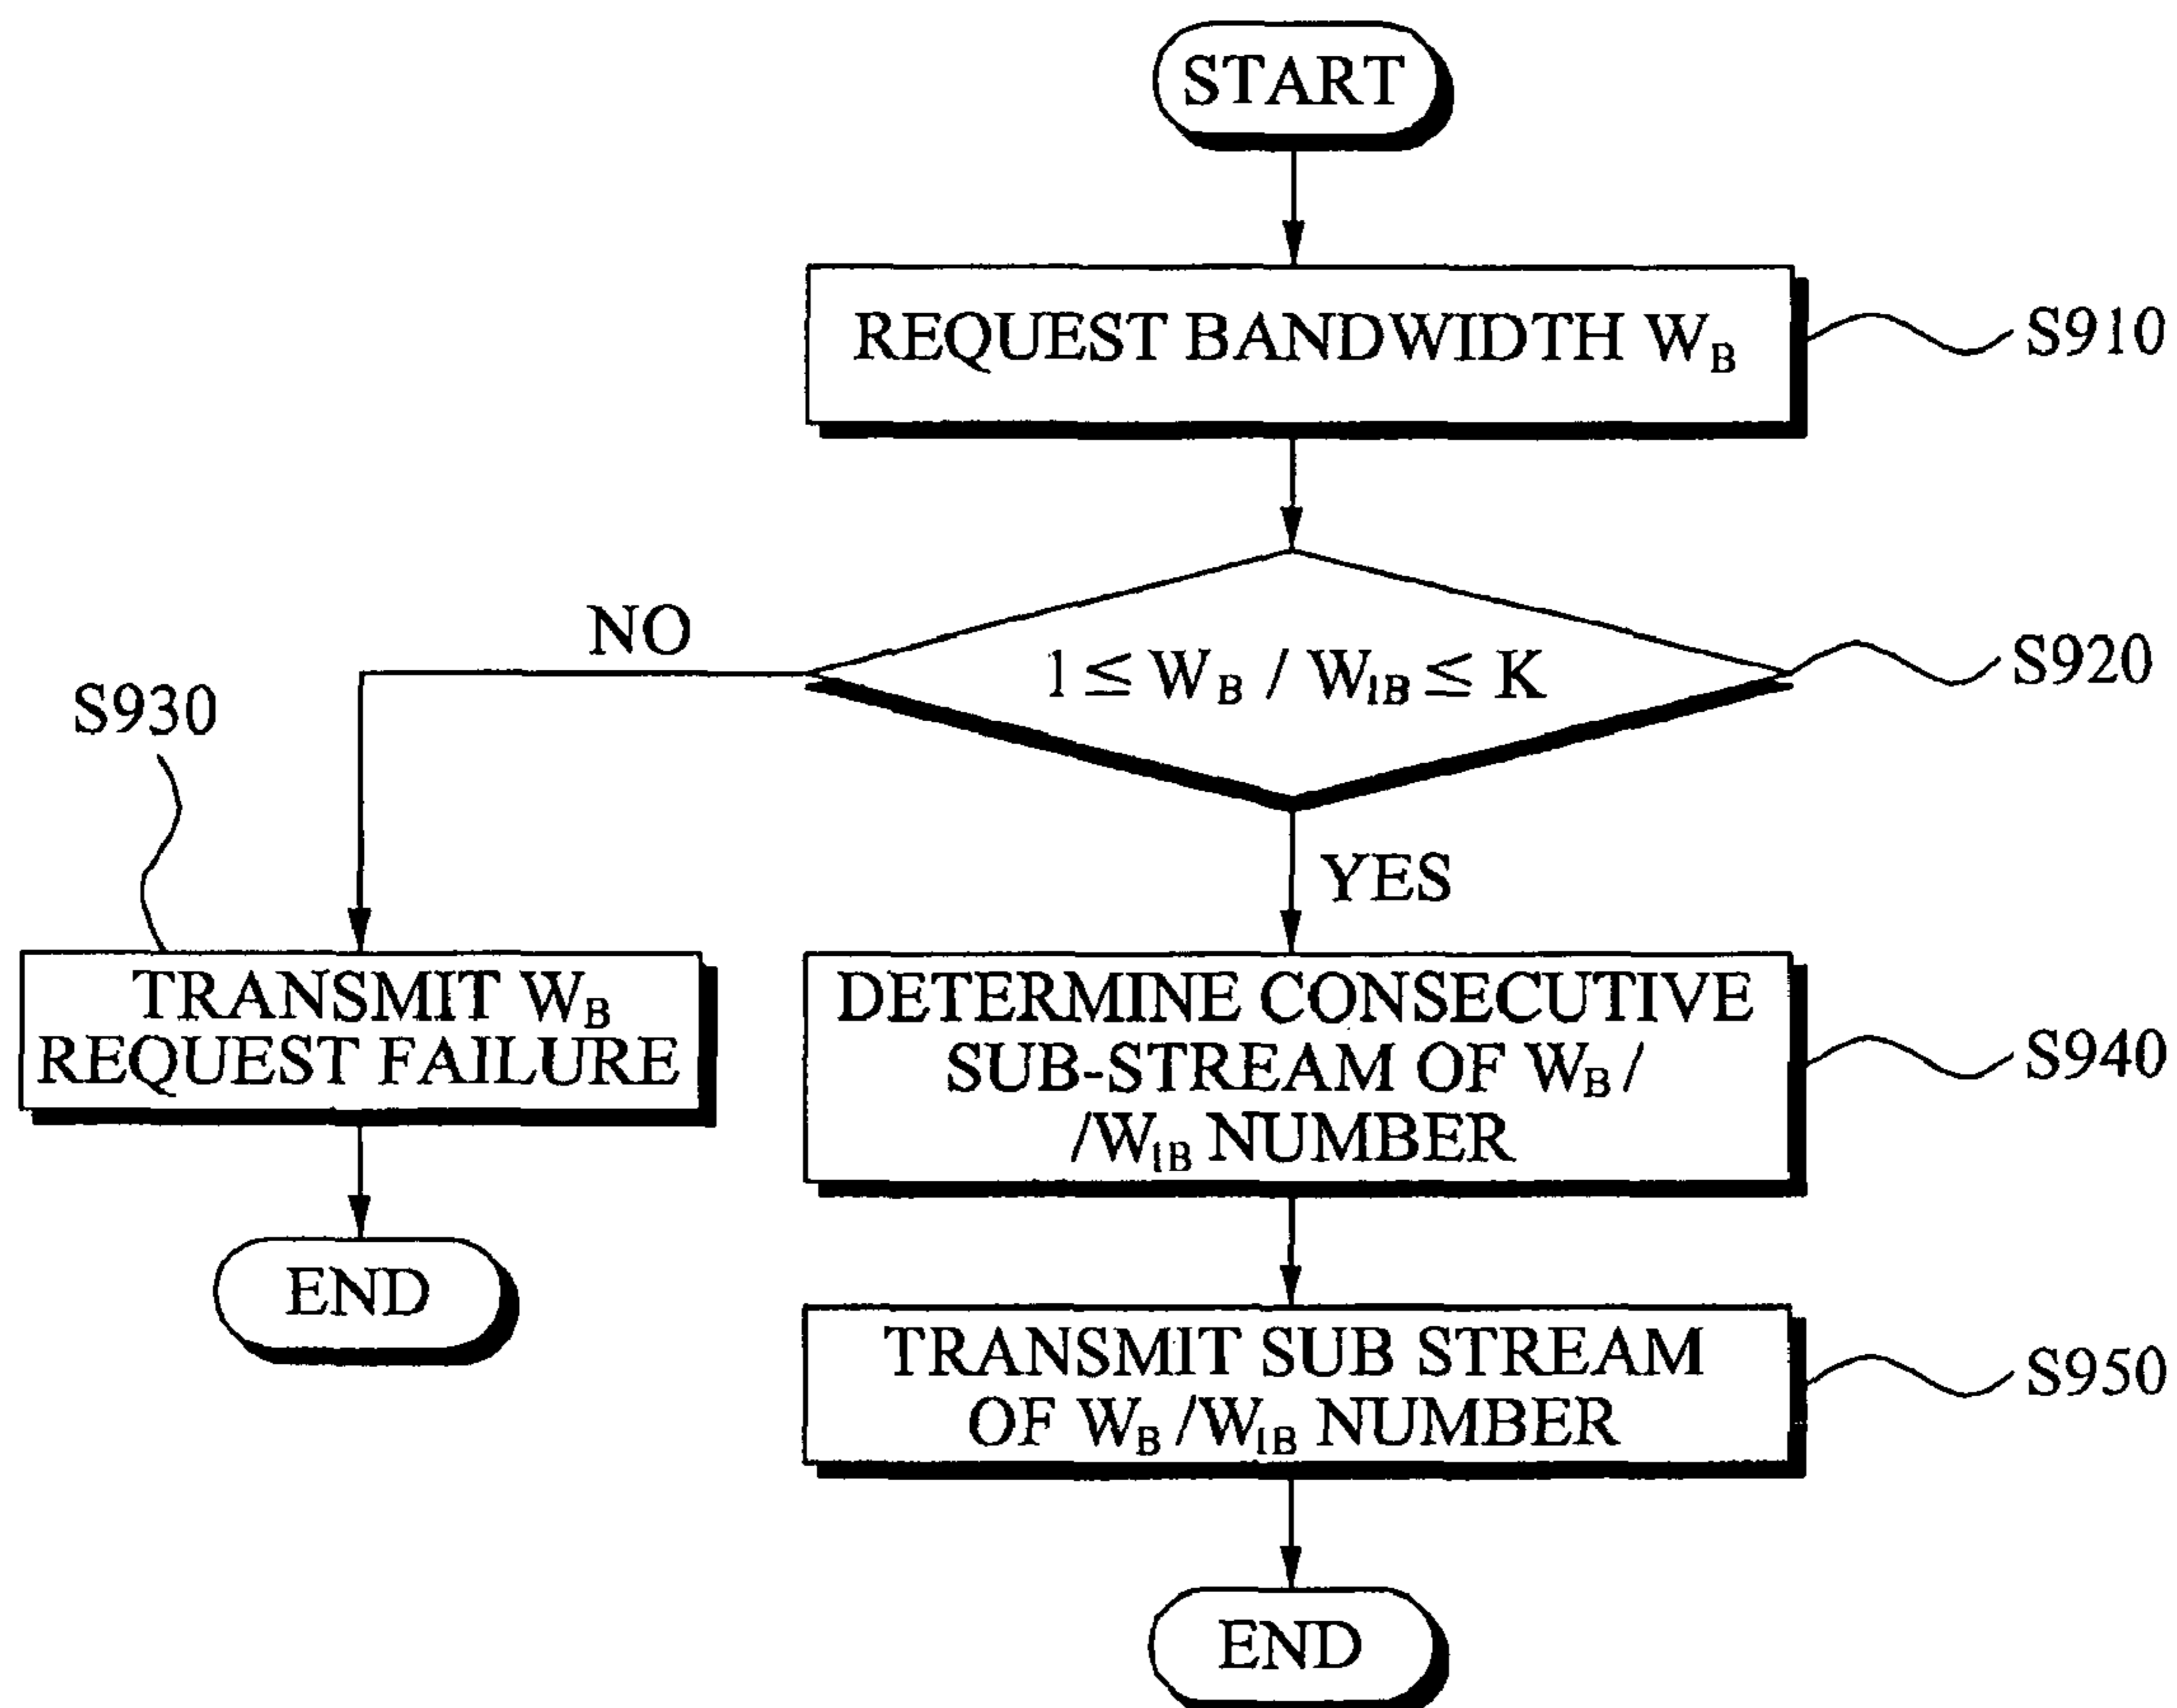 START
REQUEST BANDWIDTH W_B
S910
NO
1 ≤ W_B / W_IB ≤ K
S920
S930
YES
TRANSMIT W_B
REQUEST FAILURE
DETERMINE CONSECUTIVE
SUB-STREAM OF W_B /
/W_IB NUMBER
S940
END
TRANSMIT SUB STREAM
OF W_B /W_IB NUMBER
S950
END